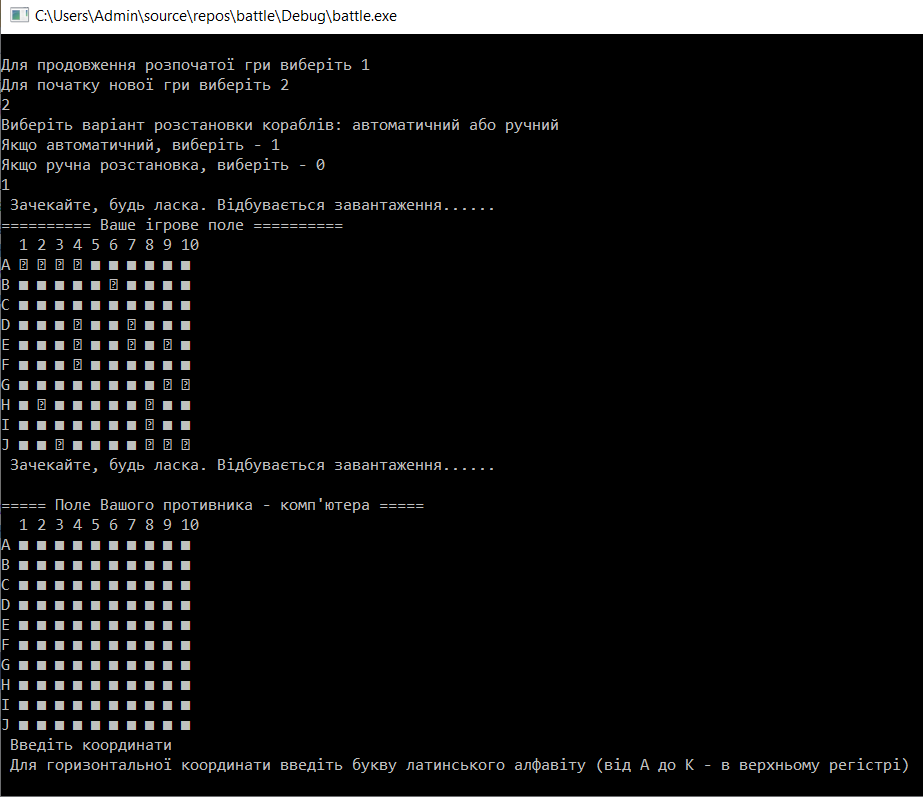 C:\Users\Admin\source\repos\battle\Debug\battle.exe
Для продовження розпочатої гри виберіть 1
Для початку нової гри виберіть 2
2
Виберіть варіант розстановки кораблів: автоматичний або ручний
Якщо автоматичний, виберіть - 1
Якщо ручна розстановка, виберіть - 0
1
Зачекайте, будь ласка. Відбувається завантаження......
========== Ваше ігрове поле ==========
1 2 3 4 5 6 7 8 9 10
A ⍰ ⍰ ⍰ ⍰ ■ ■ ■ ■ ■ ■
B ■ ■ ■ ■ ■ ⍰ ■ ■ ■ ■
C ■ ■ ■ ■ ■ ■ ■ ■ ■ ■
D ■ ■ ■ ⍰ ■ ■ ⍰ ■ ■ ■
E ■ ■ ■ ⍰ ■ ■ ⍰ ■ ⍰ ■
F ■ ■ ■ ⍰ ■ ■ ■ ■ ■ ■
G ■ ■ ■ ■ ■ ■ ■ ■ ⍰ ⍰
H ■ ⍰ ■ ■ ■ ■ ■ ⍰ ■ ■
I ■ ■ ■ ■ ■ ■ ■ ⍰ ■ ■
J ■ ■ ⍰ ■ ■ ■ ■ ⍰ ⍰ ⍰
Зачекайте, будь ласка. Відбувається завантаження......
===== Поле Вашого противника - комп'ютера =====
1 2 3 4 5 6 7 8 9 10
A ■ ■ ■ ■ ■ ■ ■ ■ ■ ■
B ■ ■ ■ ■ ■ ■ ■ ■ ■ ■
C ■ ■ ■ ■ ■ ■ ■ ■ ■ ■
D ■ ■ ■ ■ ■ ■ ■ ■ ■ ■
E ■ ■ ■ ■ ■ ■ ■ ■ ■ ■
F ■ ■ ■ ■ ■ ■ ■ ■ ■ ■
G ■ ■ ■ ■ ■ ■ ■ ■ ■ ■
H ■ ■ ■ ■ ■ ■ ■ ■ ■ ■
I ■ ■ ■ ■ ■ ■ ■ ■ ■ ■
J ■ ■ ■ ■ ■ ■ ■ ■ ■ ■
Введіть координати
Для горизонтальної координати введіть букву латинського алфавіту (від А до К - в верхньому регістрі)